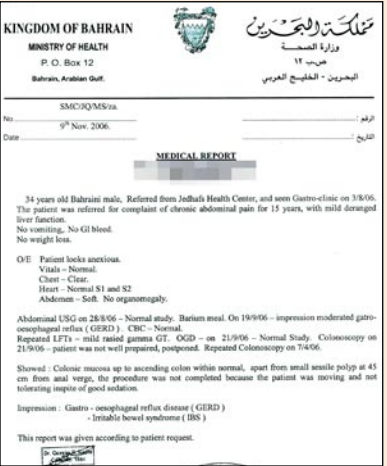 KINGDOM OF BAHRAIN
MINISTRY OF HEALTH
P. O. Box 12
Bahrain, Arabian Gulf.
مملكة البحرين
وزارة الصحة
ص.ب ١٢
البحرين - الخليج العربي
SMC/JQ/MS/za.
No.
الرقم :
9th Nov. 2006.
Date
التاريخ :
MEDICAL REPORT
34 years old Bahraini male, Referred from Jedhafs Health Center, and seen Gastro-clinic on 3/8/06.
The patient was referred for complaint of chronic abdominal pain for 15 years, with mild deranged
liver function.
No vomiting, No GI bleed.
No weight loss.
O/E Patient looks anexious.
Vitals – Normal.
Chest – Clear.
Heart – Normal S1 and S2
Abdomen – Soft. No organomegaly.
Abdominal USG on 28/8/06 – Normal study. Barium meal. On 19/9/06 – impression moderated gatro-
oesophageal reflux ( GERD ) . CBC – Normal.
Repeated LFTs – mild rasied gamma GT. OGD – on 21/9/06 – Normal Study. Colonoscopy on
21/9/06 – patient was not well prepaired, postponed. Repeated Colonoscopy on 7/4/06.
Showed : Colonic mucosa up to ascending colon within normal, apart from small sessile polyp at 45
cm from anal verge, the procedure was not completed because the patient was moving and not
tolerating inspite of good sedation.
Impression : Gastro - oesophageal reflux disease ( GERD )
- Irritable bowel syndrome ( IBS )
This report was given according to patient request.